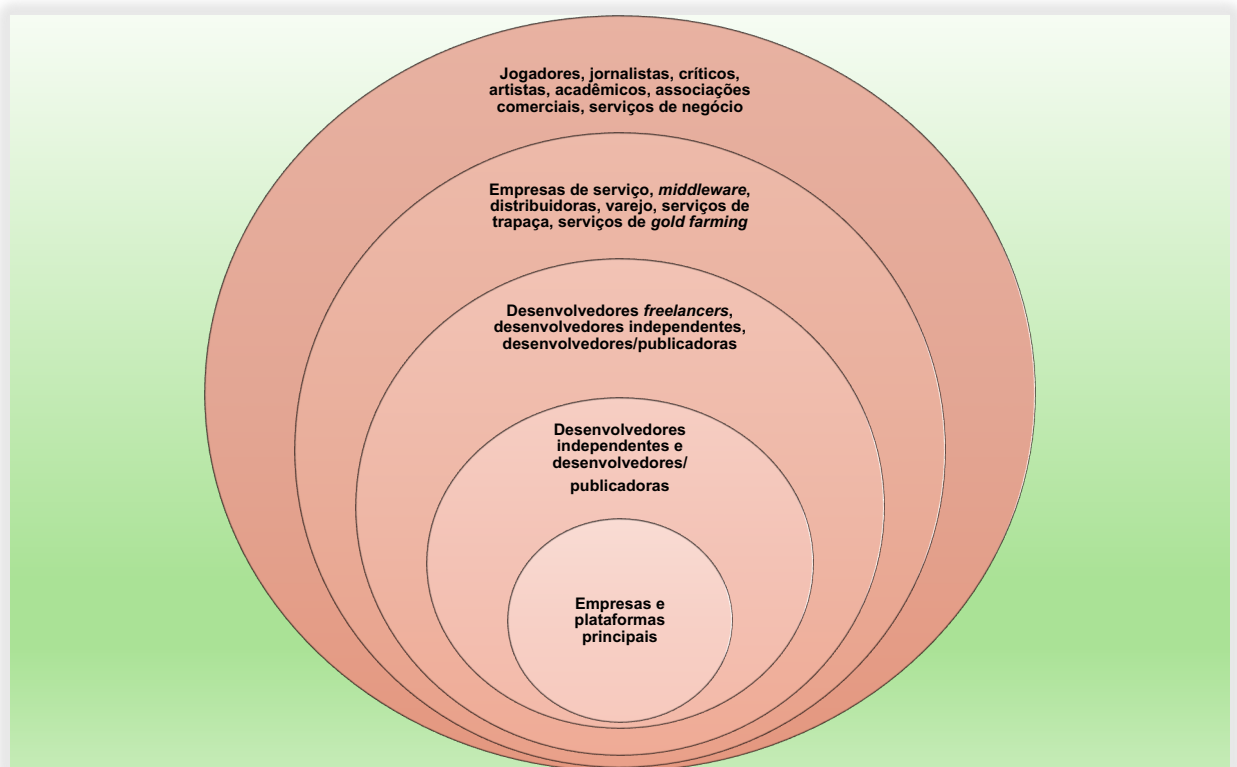 Jogadores, jornalistas, críticos,
artistas, acadêmicos, associações
comerciais, serviços de negócio
Empresas de serviço, middleware,
distribuidoras, varejo, serviços de
trapaça, serviços de gold farming
Desenvolvedores freelancers,
desenvolvedores independentes,
desenvolvedores/publicadoras
Desenvolvedores
independentes e
desenvolvedores/
publicadoras
Empresas e
plataformas
principais